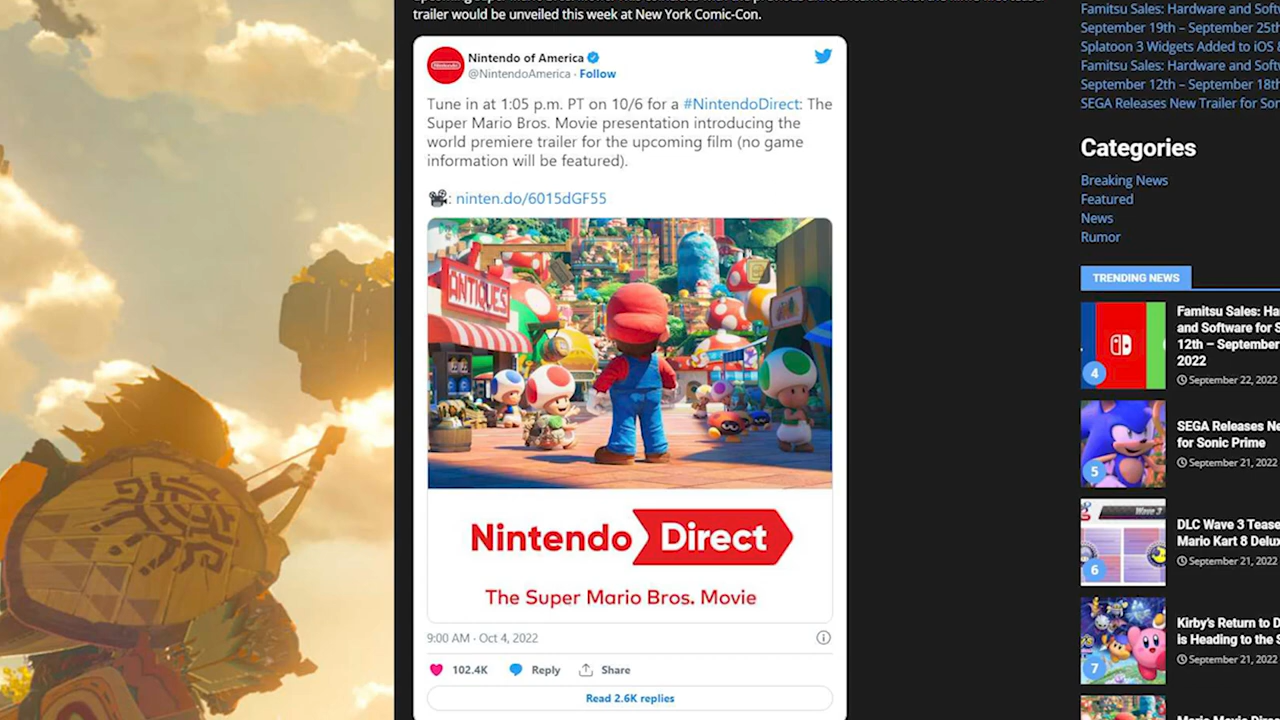 trailer would be unveiled this week at New York Comic-Con.
Nintendo of America
@NintendoAmerica · Follow
Tune in at 1:05 p.m. PT on 10/6 for a #NintendoDirect: The
Super Mario Bros. Movie presentation introducing the
world premiere trailer for the upcoming film (no game
information will be featured).
: ninten.do/6015dGF55
ANTIQUES
Nintendo Direct
The Super Mario Bros. Movie
9:00 AM · Oct 4, 2022
102.4K Reply Share
Read 2.6K replies
Famitsu Sales: Hardware and Softw
September 19th – September 25th
Splatoon 3 Widgets Added to iOS &
Famitsu Sales: Hardware and Softw
September 12th – September 18th
SEGA Releases New Trailer for Son
Categories
Breaking News
Featured
News
Rumor
TRENDING NEWS
4
Famitsu Sales: Ha
and Software for S
12th – September
2022
September 22, 2022
5
SEGA Releases Ne
for Sonic Prime
September 21, 2022
Wave 3
6
DLC Wave 3 Tease
Mario Kart 8 Delux
September 21, 2022
7
Kirby's Return to D
is Heading to the S
September 21, 2022